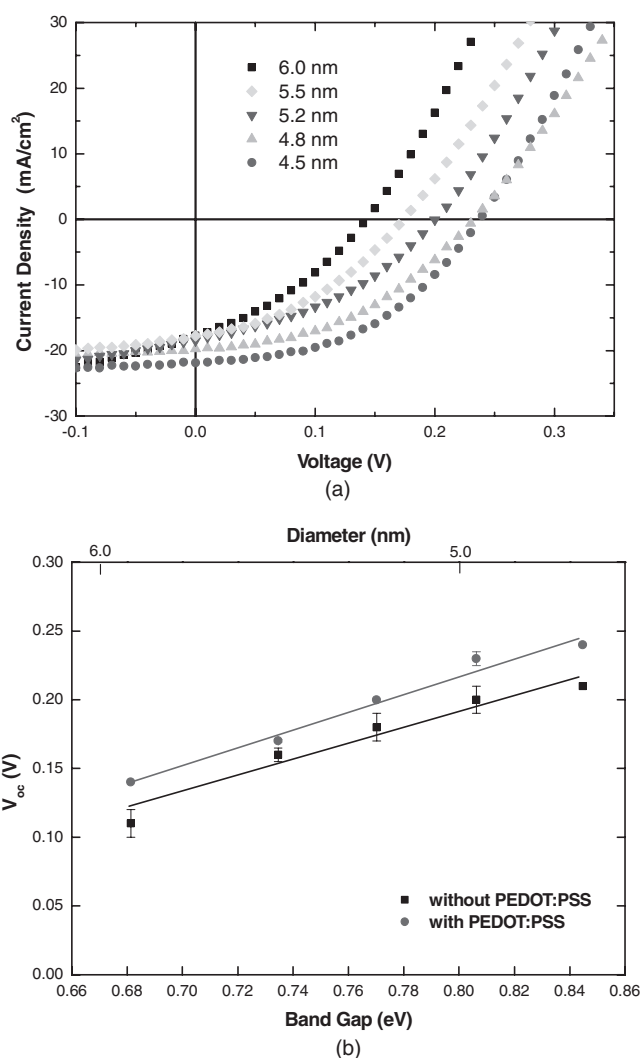 30
20
10
0
-10
-20
-30
Current Density (mA/cm²)
6.0 nm
5.5 nm
5.2 nm
4.8 nm
4.5 nm
-0.1 0.0 0.1 0.2 0.3
Voltage (V)
(a)
Diameter (nm)
6.0 5.0
0.30
0.25
0.20
0.15
0.10
0.05
0.00
V_oc (V)
without PEDOT:PSS
with PEDOT:PSS
0.66 0.68 0.70 0.72 0.74 0.76 0.78 0.80 0.82 0.84 0.86
Band Gap (eV)
(b)